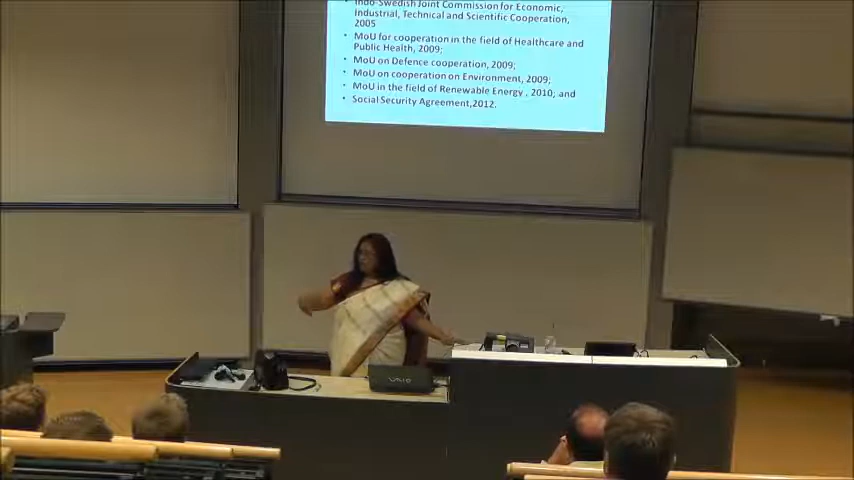 Indo-Swedish Joint Commission for Economic,
Industrial, Technical and Scientific Cooperation,
2005
• MoU for cooperation in the field of Healthcare and
Public Health, 2009;
• MoU on Defence cooperation, 2009;
• MoU on cooperation on Environment, 2009;
• MoU in the field of Renewable Energy , 2010; and
• Social Security Agreement,2012.
VAIO